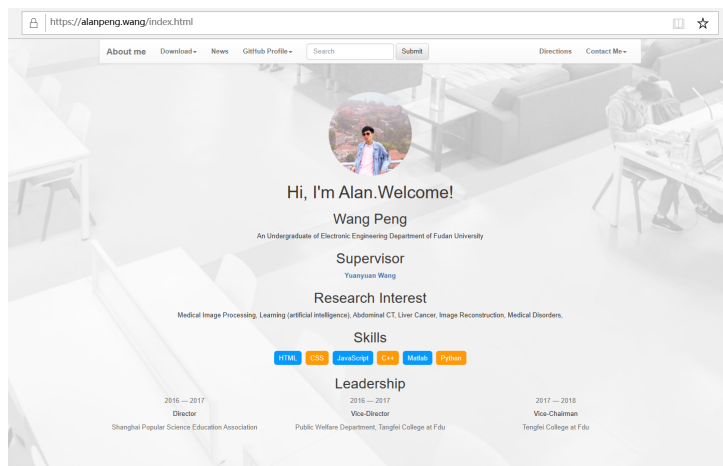 https://alanpeng.wang/index.html
About me Download News GitHub Profile Search Submit Directions Contact Me
Hi, I'm Alan.Welcome!
Wang Peng
An Undergraduate of Electronic Engineering Department of Fudan University
Supervisor
Yuanyuan Wang
Research Interest
Medical Image Processing, Learning (artificial intelligence), Abdominal CT, Liver Cancer, Image Reconstruction, Medical Disorders,
Skills
HTML CSS JavaScript C++ Matlab Python
Leadership
2016 — 2017 2016 — 2017 2017 — 2018
Director Vice-Director Vice-Chairman
Shanghai Popular Science Education Association Public Welfare Department, Tangfei College at Fdu Tengfei College at Fdu